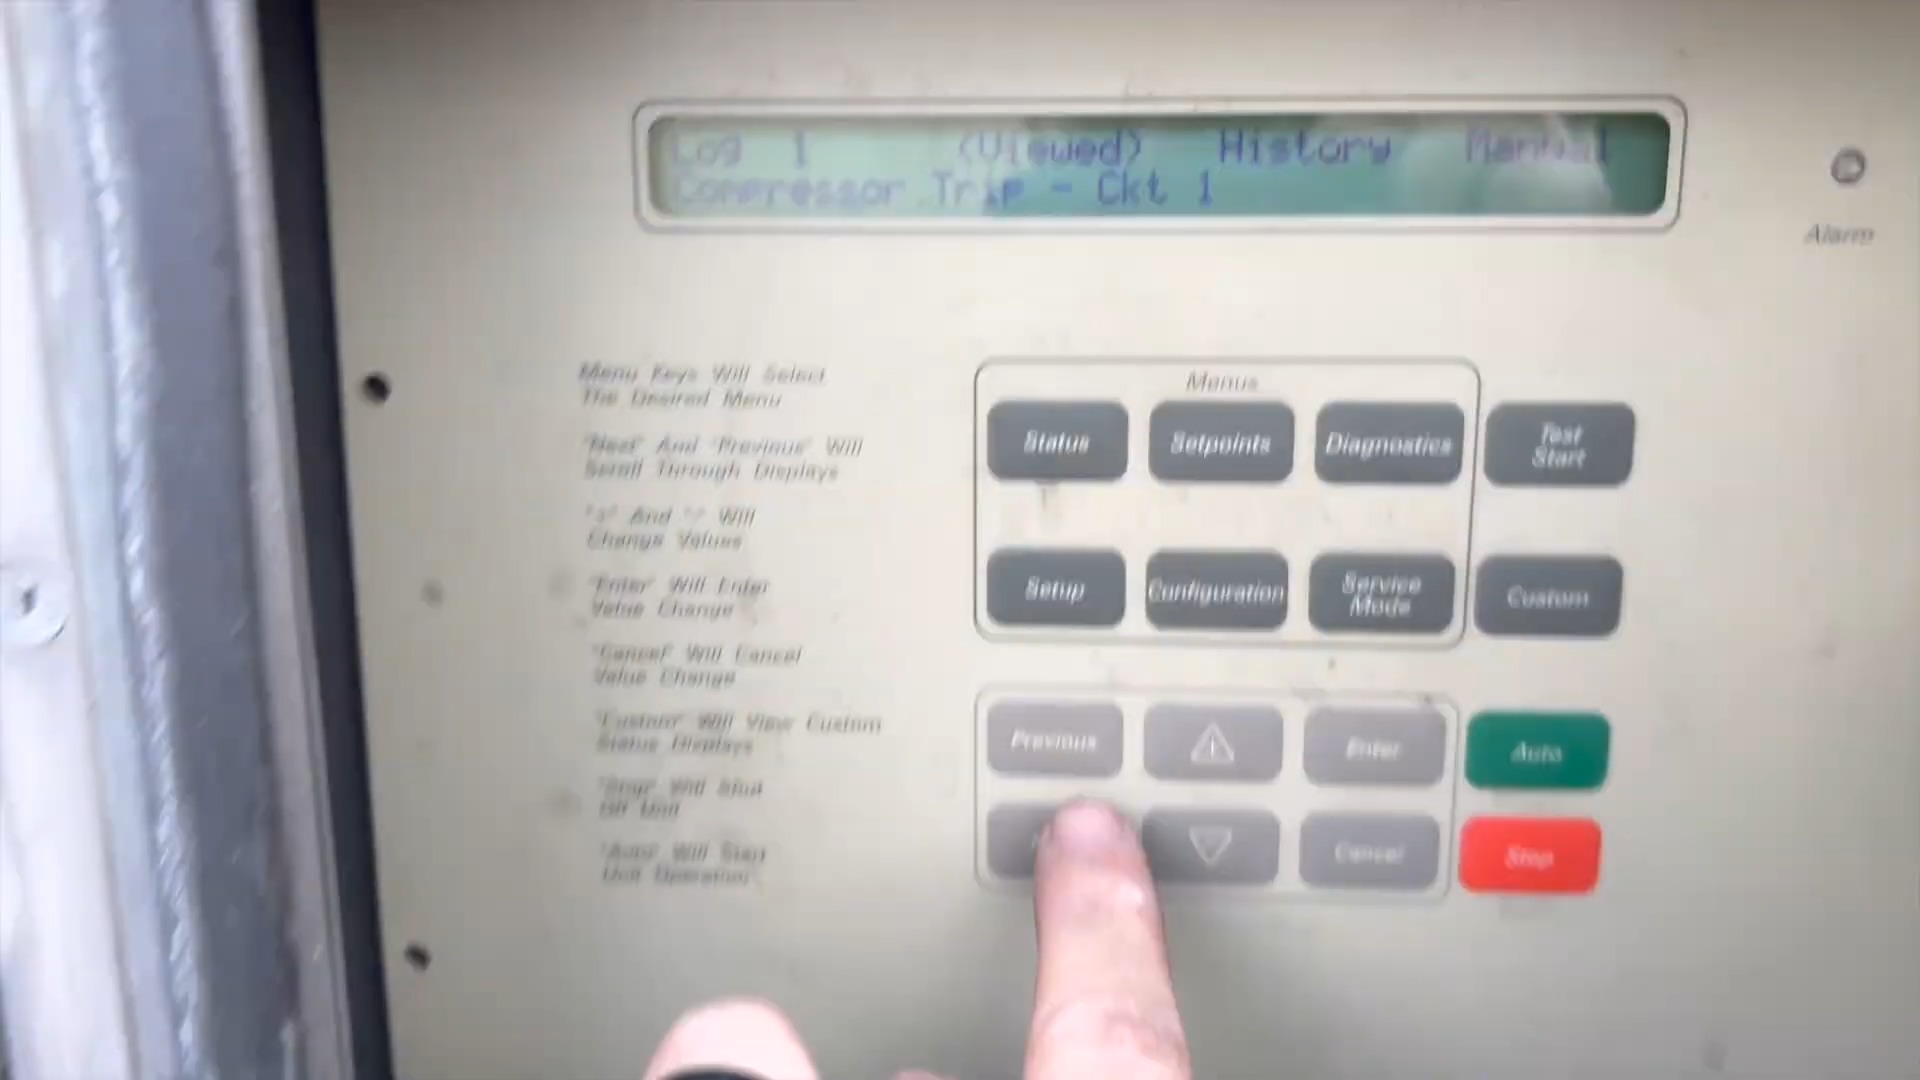 Log 1 (Viewed) History Manual
Compressor Trip - Ckt 1
Alarm
Menu Keys Will Select
The Desired Menu
"Next" And "Previous" Will
Scroll Through Displays
"+" And "-" Will
Change Values
"Enter" Will Enter
Value Change
"Cancel" Will Cancel
Value Change
"Custom" Will View Custom
Status Displays
"Stop" Will Shut
Off Unit
"Auto" Will Start
Unit Operation
Menus
Status Setpoints Diagnostics Test Start
Setup Configuration Service Mode Custom
Previous Enter Auto
Cancel Stop